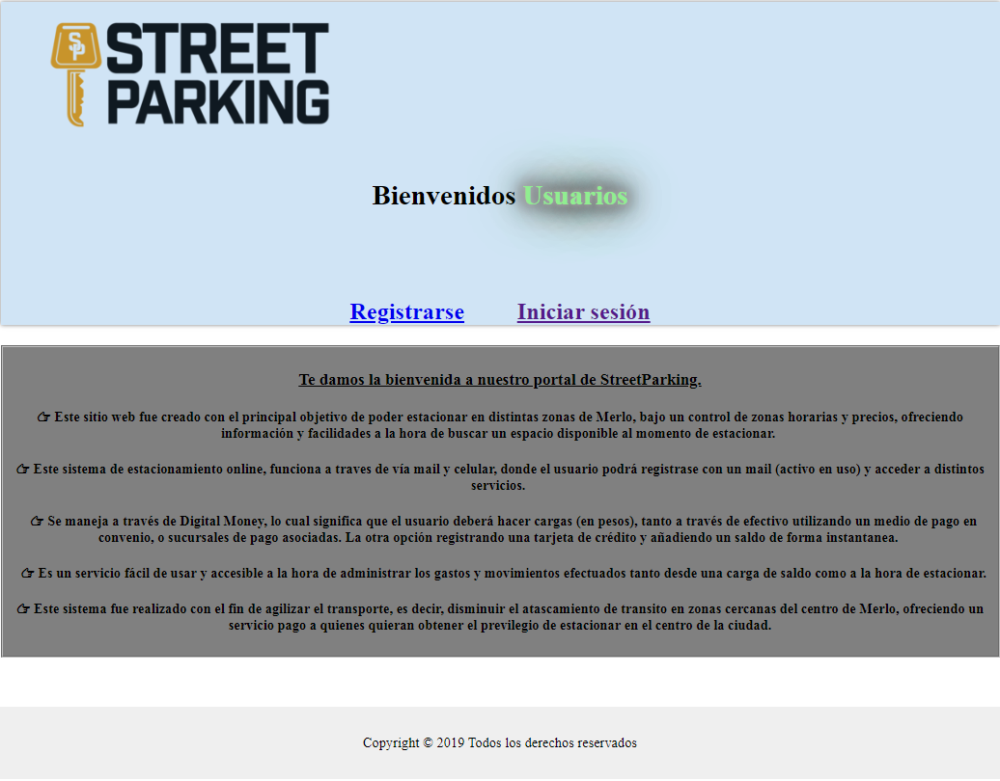 SP STREET
PARKING
Bienvenidos Usuarios
Registrarse Iniciar sesión
Te damos la bienvenida a nuestro portal de StreetParking.
👉 Este sitio web fue creado con el principal objetivo de poder estacionar en distintas zonas de Merlo, bajo un control de zonas horarias y precios, ofreciendo
información y facilidades a la hora de buscar un espacio disponible al momento de estacionar.
👉 Este sistema de estacionamiento online, funciona a traves de vía mail y celular, donde el usuario podrá registrase con un mail (activo en uso) y acceder a distintos
servicios.
👉 Se maneja a través de Digital Money, lo cual significa que el usuario deberá hacer cargas (en pesos), tanto a través de efectivo utilizando un medio de pago en
convenio, o sucursales de pago asociadas. La otra opción registrando una tarjeta de crédito y añadiendo un saldo de forma instantanea.
👉 Es un servicio fácil de usar y accesible a la hora de administrar los gastos y movimientos efectuados tanto desde una carga de saldo como a la hora de estacionar.
👉 Este sistema fue realizado con el fin de agilizar el transporte, es decir, disminuir el atascamiento de transito en zonas cercanas del centro de Merlo, ofreciendo un
servicio pago a quienes quieran obtener el previlegio de estacionar en el centro de la ciudad.
Copyright © 2019 Todos los derechos reservados